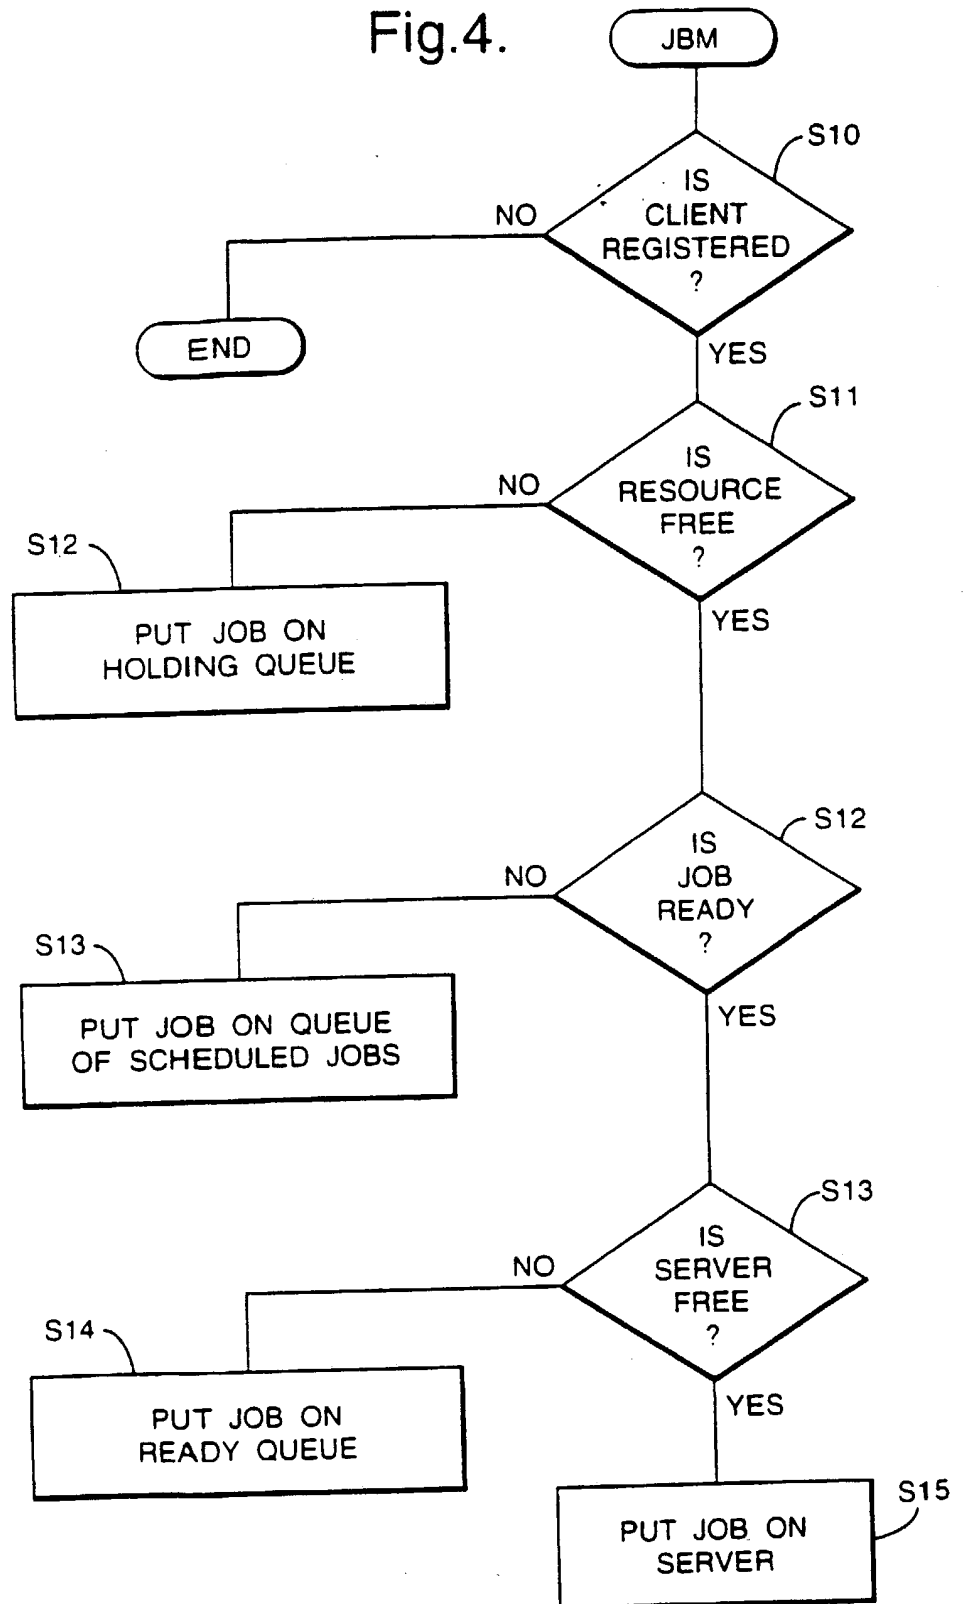 Fig.4.
JBM
S10
IS
CLIENT
REGISTERED
?
NO
YES
END
S11
IS
RESOURCE
FREE
?
NO
YES
S12
PUT JOB ON
HOLDING QUEUE
S12
IS
JOB
READY
?
NO
YES
S13
PUT JOB ON QUEUE
OF SCHEDULED JOBS
S13
IS
SERVER
FREE
?
NO
YES
S14
PUT JOB ON
READY QUEUE
S15
PUT JOB ON
SERVER